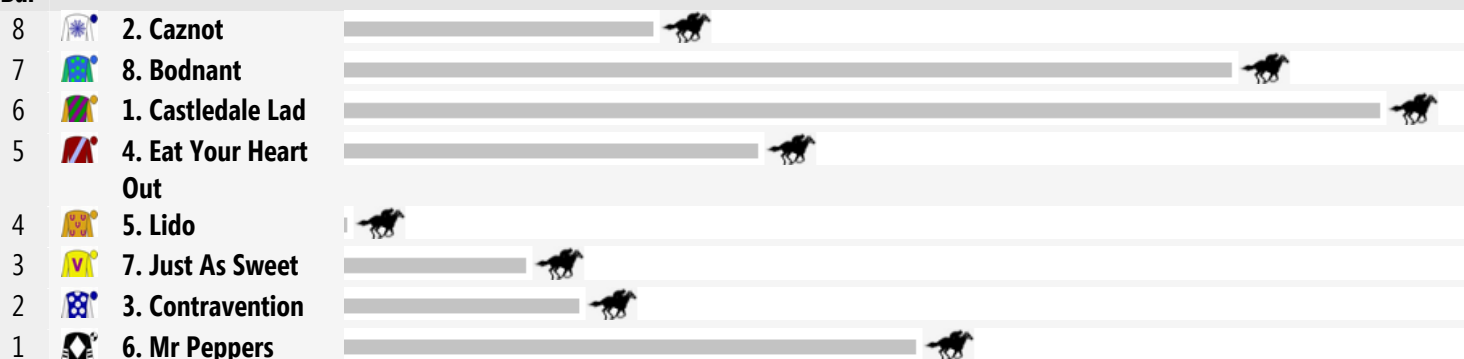 8 2. Caznot
7 8. Bodnant
6 1. Castledale Lad
5 4. Eat Your Heart
Out
4 5. Lido
3 V 7. Just As Sweet
2 3. Contravention
1 6. Mr Peppers